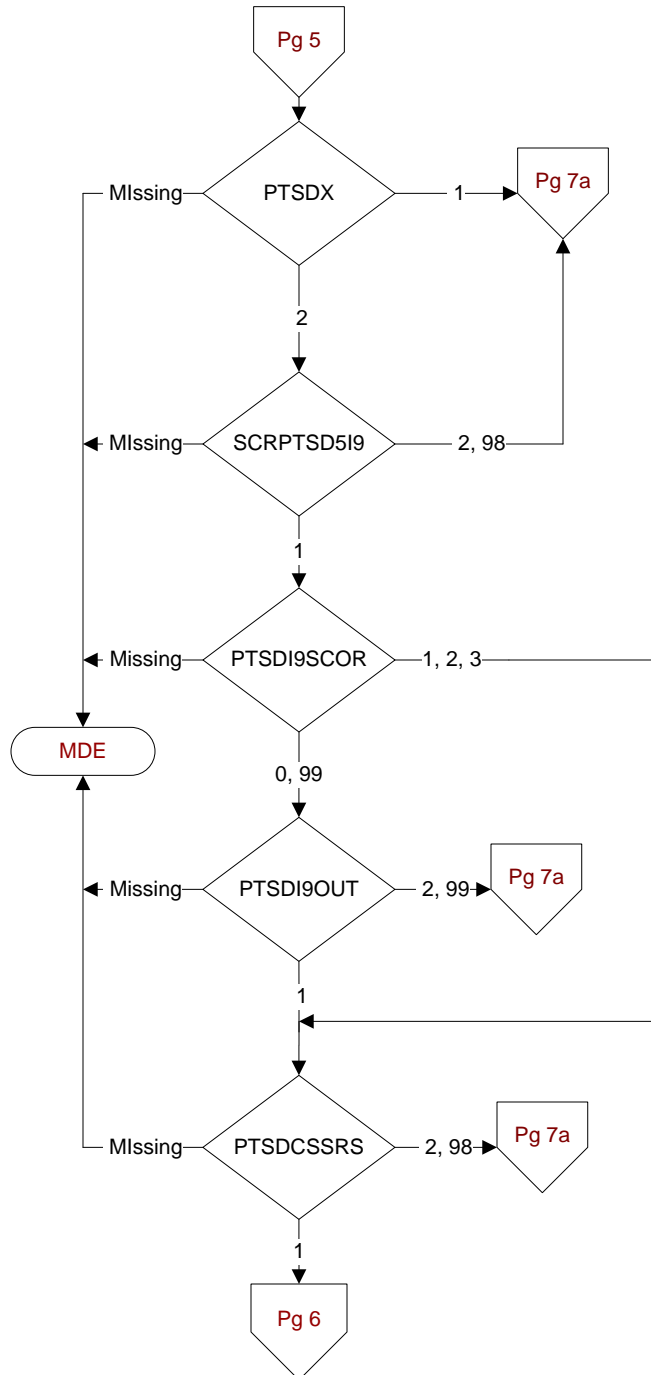 Pg 5
MIssing
PTSDX
1
Pg 7a
2
MIssing
SCRPTSD5I9
2, 98
1
Missing
PTSDI9SCOR
1, 2, 3
MDE
0, 99
Missing
PTSDI9OUT
2, 99
Pg 7a
1
MIssing
PTSDCSSRS
2, 98
Pg 7a
1
Pg 6